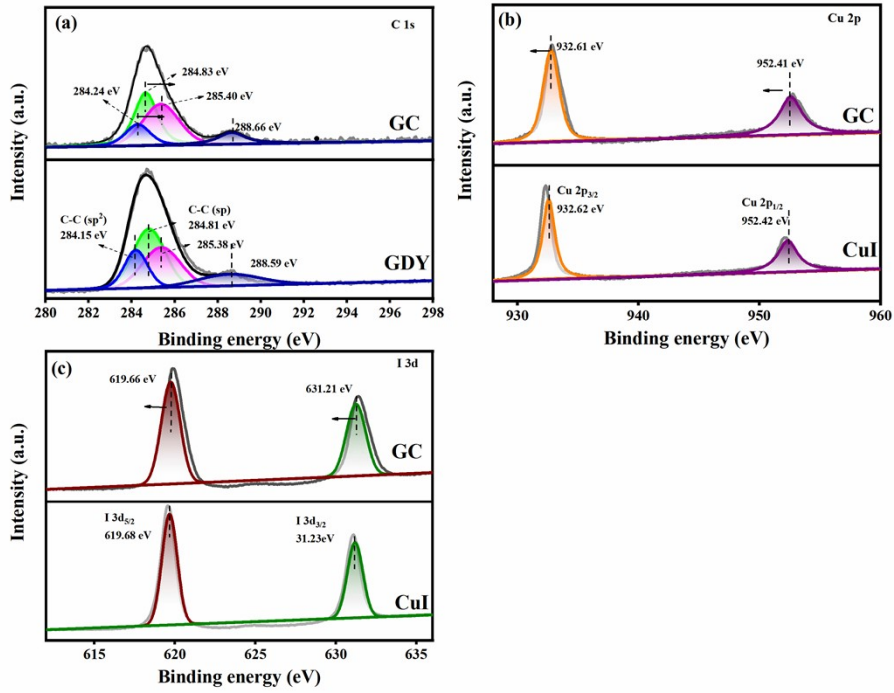 (a)
C 1s
284.83 eV
284.24 eV
285.40 eV
288.66 eV
GC
C-C (sp²)
284.15 eV
C-C (sp)
284.81 eV
285.38 eV
288.59 eV
GDY
Intensity (a.u.)
280 282 284 286 288 290 292 294 296 298
Binding energy (eV)
(b)
Cu 2p
932.61 eV
952.41 eV
GC
Cu 2p3/2
932.62 eV
Cu 2p1/2
952.42 eV
CuI
Intensity (a.u.)
930 940 950 960
Binding energy (eV)
(c)
I 3d
619.66 eV
631.21 eV
GC
I 3d5/2
619.68 eV
I 3d3/2
31.23eV
CuI
Intensity (a.u.)
615 620 625 630 635
Binding energy (eV)